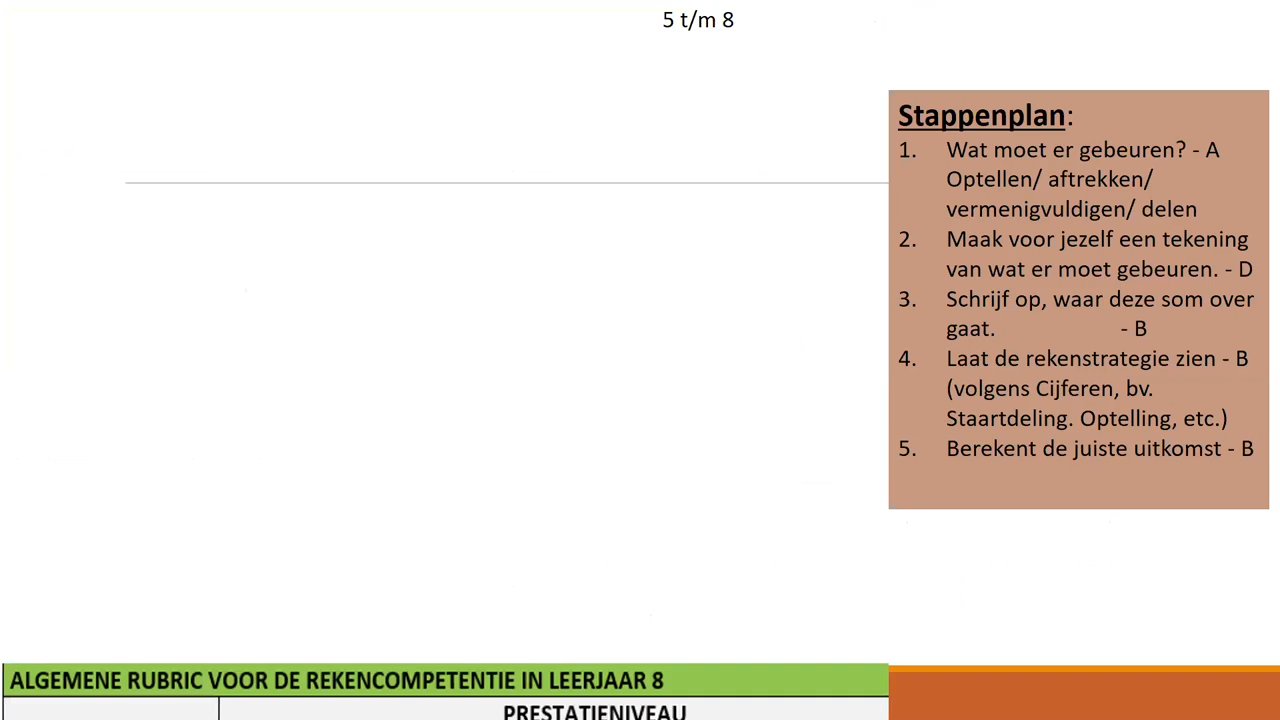 5 t/m 8
Stappenplan:
1. Wat moet er gebeuren? - A
Optellen/ aftrekken/
vermenigvuldigen/ delen
2. Maak voor jezelf een tekening
van wat er moet gebeuren. - D
3. Schrijf op, waar deze som over
gaat. - B
4. Laat de rekenstrategie zien - B
(volgens Cijferen, bv.
Staartdeling. Optelling, etc.)
5. Berekent de juiste uitkomst - B
ALGEMENE RUBRIC VOOR DE REKENCOMPETENTIE IN LEERJAAR 8
PRESTATIENIVEAU